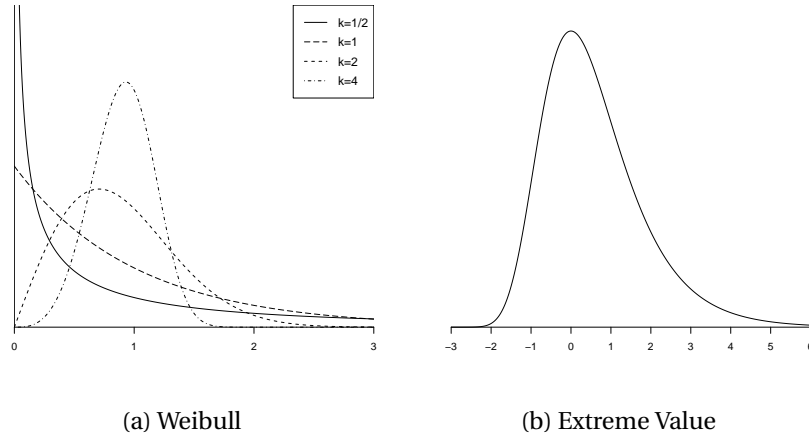 k=1/2
k=1
k=2
k=4
0 1 2 3
−3 −2 −1 0 1 2 3 4 5 6
(a) Weibull
(b) Extreme Value